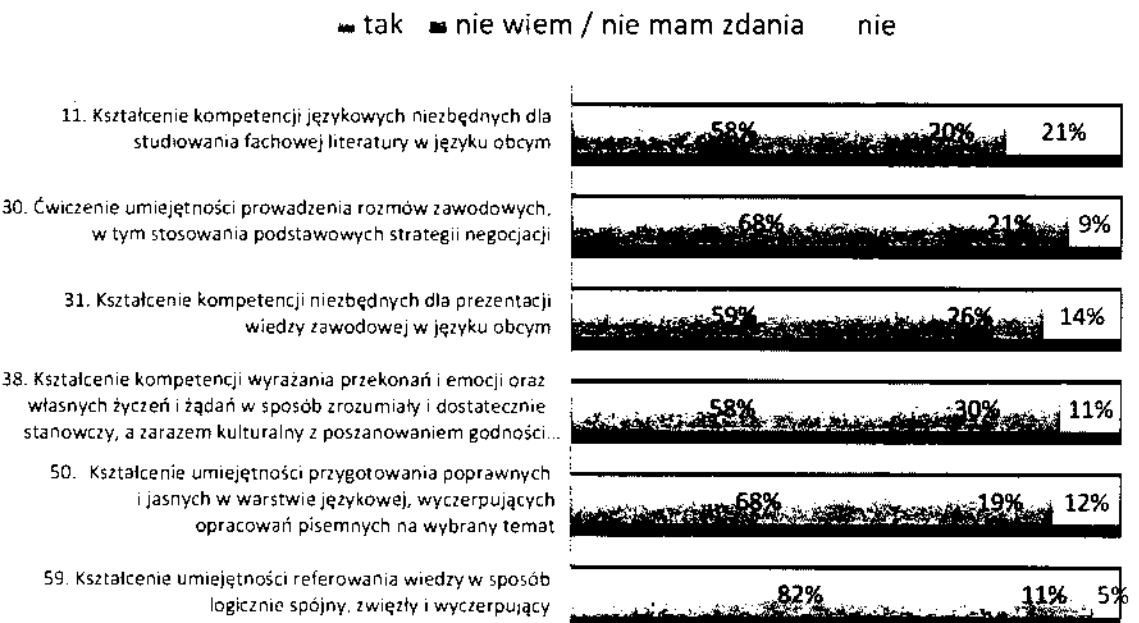 tak nie wiem / nie mam zdania nie
11. Kształcenie kompetencji językowych niezbędnych dla
studiowania fachowej literatury w języku obcym
58% 20% 21%
30. Ćwiczenie umiejętności prowadzenia rozmów zawodowych,
w tym stosowania podstawowych strategii negocjacji
68% 21% 9%
31. Kształcenie kompetencji niezbędnych dla prezentacji
wiedzy zawodowej w języku obcym
59% 26% 14%
38. Kształcenie kompetencji wyrażania przekonań i emocji oraz
własnych życzeń i żądań w sposób zrozumiały i dostatecznie
stanowczy, a zarazem kulturalny z poszanowaniem godności...
58% 30% 11%
50. Kształcenie umiejętności przygotowania poprawnych
i jasnych w warstwie językowej, wyczerpujących
opracowań pisemnych na wybrany temat
68% 19% 12%
59. Kształcenie umiejętności referowania wiedzy w sposób
logicznie spójny, zwięzły i wyczerpujący
82% 11% 5%